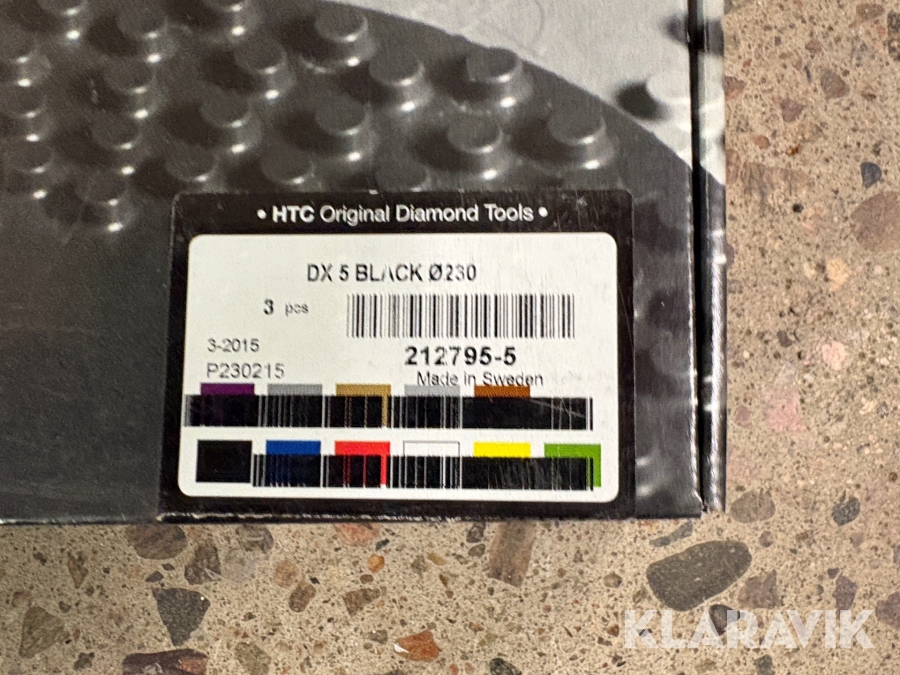 • HTC Original Diamond Tools •
DX 5 BLACK Ø230
3 pcs
3-2015
212795-5
P230215
Made in Sweden
KLARAVIK